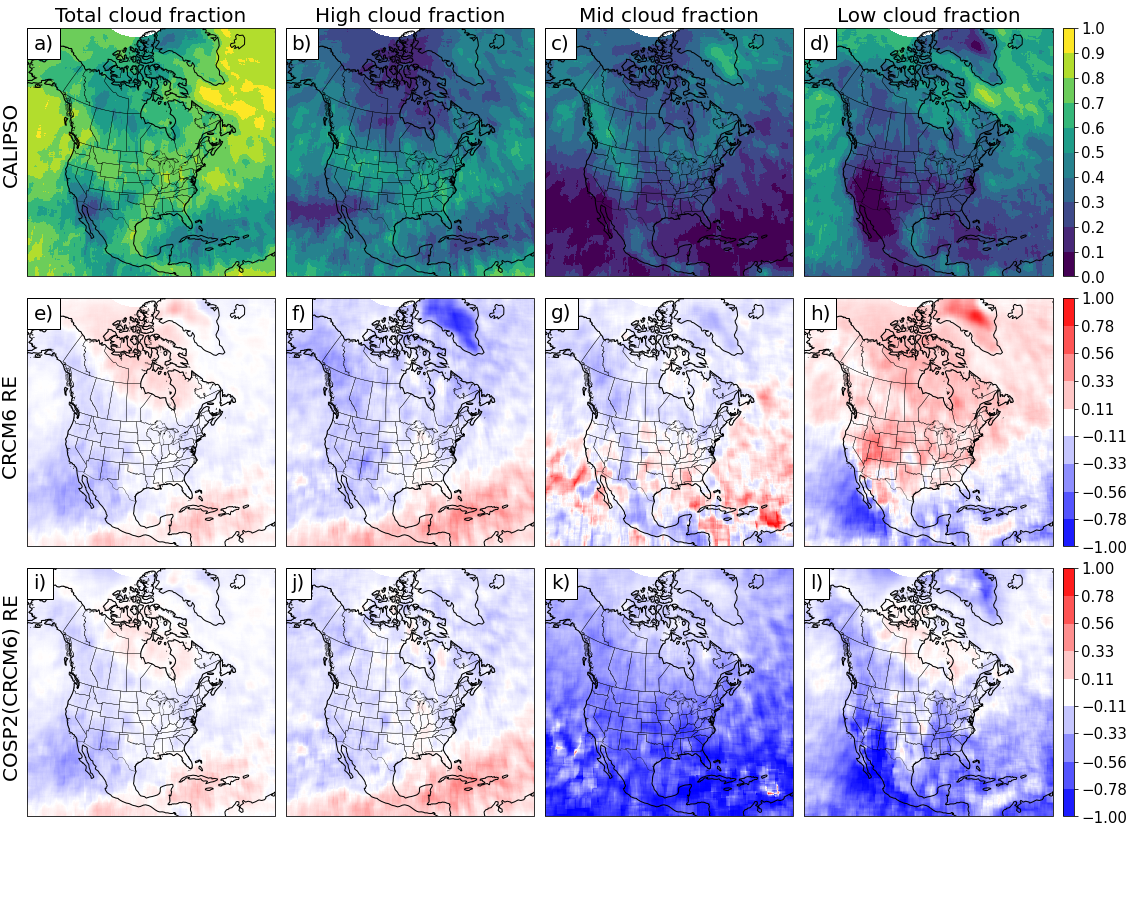 Total cloud fraction
High cloud fraction
Mid cloud fraction
Low cloud fraction
CALIPSO
a)
b)
c)
d)
1.0
0.9
0.8
0.7
0.6
0.5
0.4
0.3
0.2
0.1
0.0
CRCM6 RE
e)
f)
g)
h)
1.00
0.78
0.56
0.33
0.11
−0.11
−0.33
−0.56
−0.78
−1.00
COSP2(CRCM6) RE
i)
j)
k)
l)
1.00
0.78
0.56
0.33
0.11
−0.11
−0.33
−0.56
−0.78
−1.00